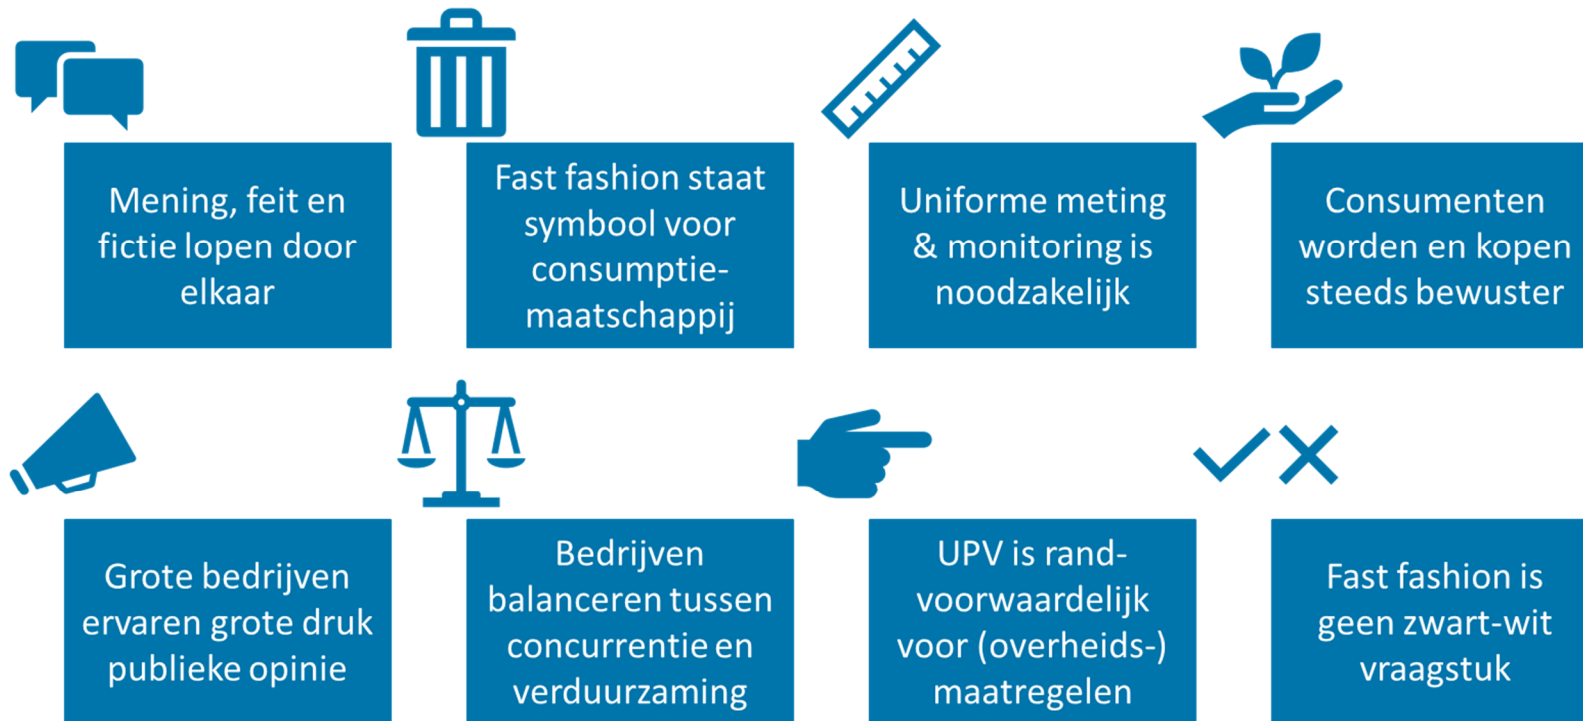 Mening, feit en
fictie lopen door
elkaar
Fast fashion staat
symbool voor
consumptie-
maatschappij
Uniforme meting
& monitoring is
noodzakelijk
Consumenten
worden en kopen
steeds bewuster
Grote bedrijven
ervaren grote druk
publieke opinie
Bedrijven
balanceren tussen
concurrentie en
verduurzaming
UPV is rand-
voorwaardelijk
voor (overheids-)
maatregelen
Fast fashion is
geen zwart-wit
vraagstuk